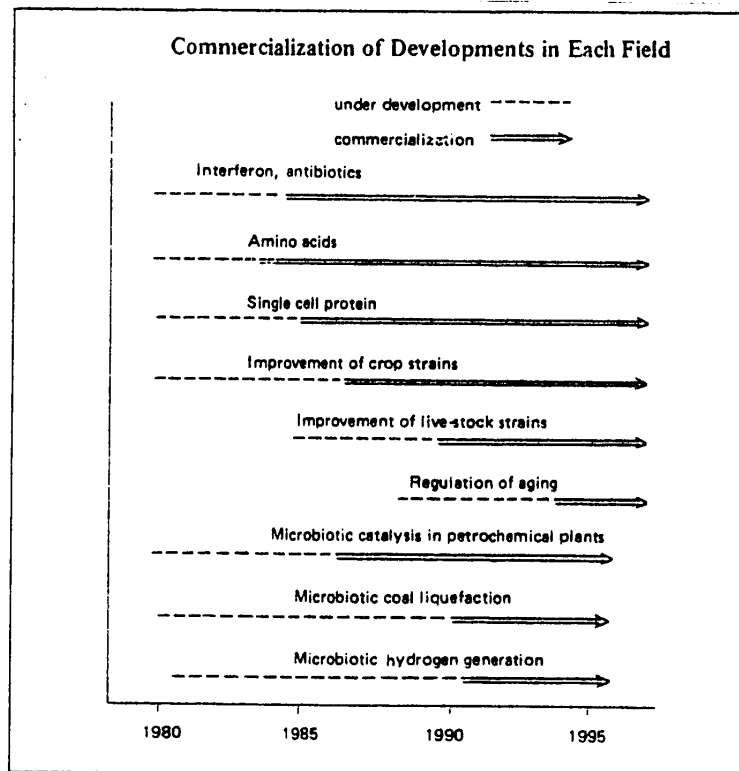 Commercialization of Developments in Each Field
under development
commercialization
Interferon, antibiotics
Amino acids
Single cell protein
Improvement of crop strains
Improvement of live-stock strains
Regulation of aging
Microbiotic catalysis in petrochemical plants
Microbiotic coal liquefaction
Microbiotic hydrogen generation
1980 1985 1990 1995